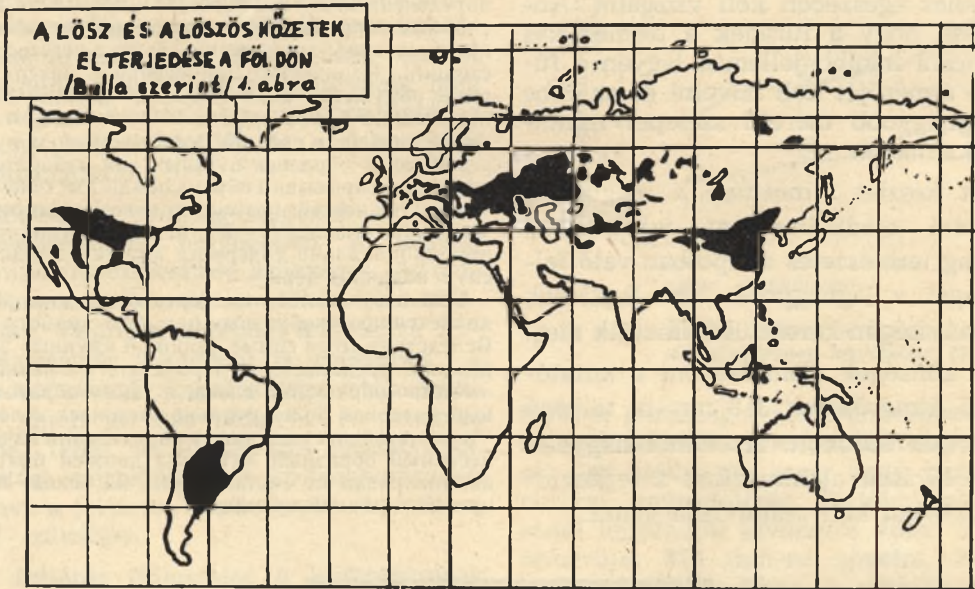 A LÖSZ ÉS A LÖSZÖS KŐZETEK
ELTERJEDÉSE A FÖLDÖN
/Bulla szerint/ 1. ábra